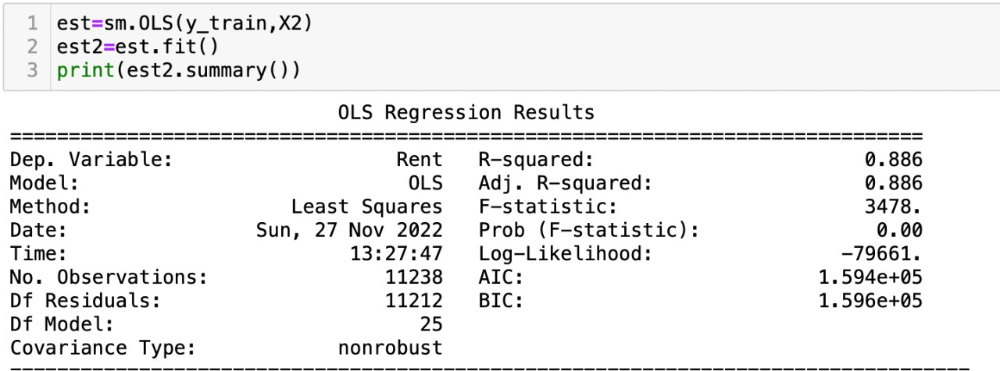 1 est=sm.OLS(y_train,X2)
2 est2=est.fit()
3 print(est2.summary())
OLS Regression Results
==============================================================================
Dep. Variable: Rent R-squared: 0.886
Model: OLS Adj. R-squared: 0.886
Method: Least Squares F-statistic: 3478.
Date: Sun, 27 Nov 2022 Prob (F-statistic): 0.00
Time: 13:27:47 Log-Likelihood: -79661.
No. Observations: 11238 AIC: 1.594e+05
Df Residuals: 11212 BIC: 1.596e+05
Df Model: 25
Covariance Type: nonrobust
==================================================================================